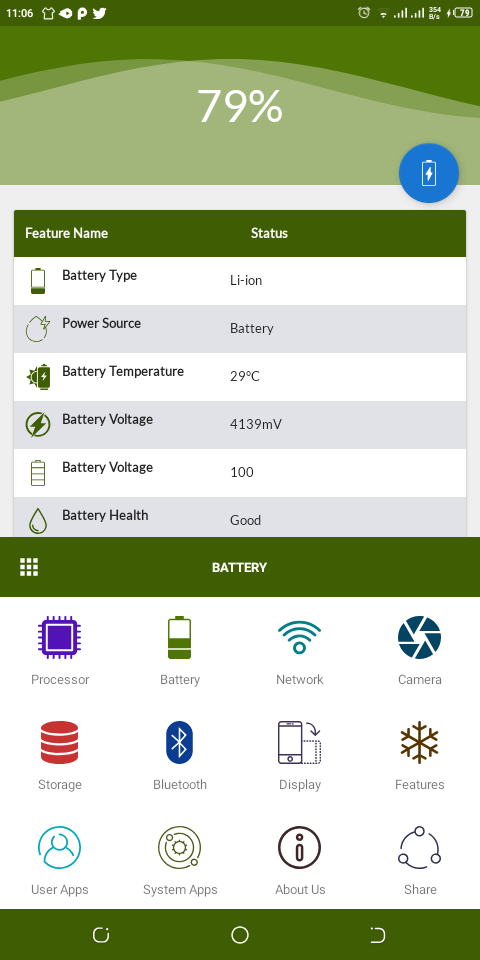 11:06 354 B/s 79
79%
Feature Name Status
Battery Type Li-ion
Power Source Battery
Battery Temperature 29°C
Battery Voltage 4139mV
Battery Voltage 100
Battery Health Good
BATTERY
Processor Battery Network Camera
Storage Bluetooth Display Features
User Apps System Apps About Us Share